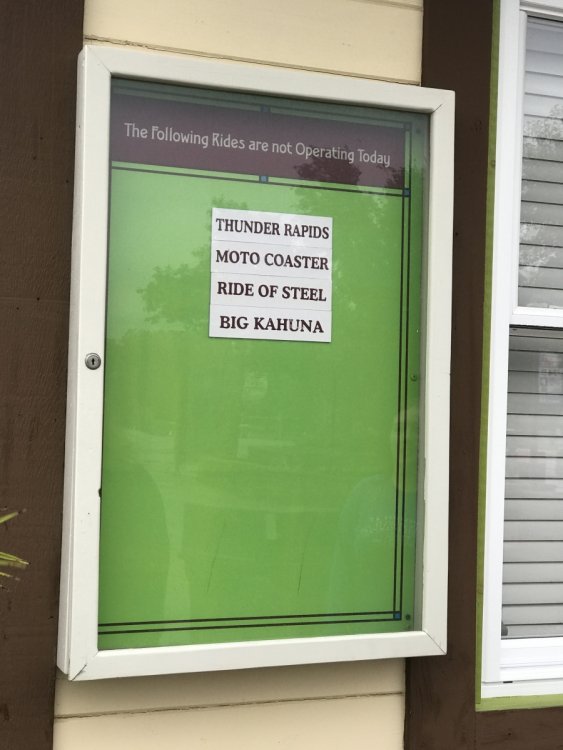 The Following Rides are not Operating Today
THUNDER RAPIDS
MOTO COASTER
RIDE OF STEEL
BIG KAHUNA